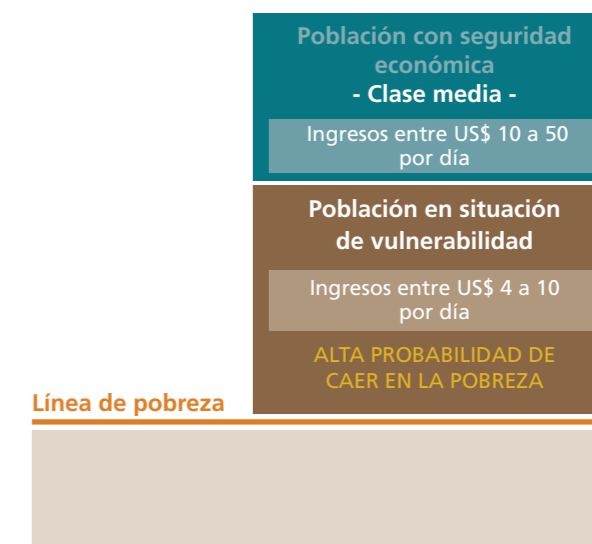 Población con seguridad
económica
- Clase media -
Ingresos entre US$ 10 a 50
por día
Población en situación
de vulnerabilidad
Ingresos entre US$ 4 a 10
por día
ALTA PROBABILIDAD DE
CAER EN LA POBREZA
Línea de pobreza